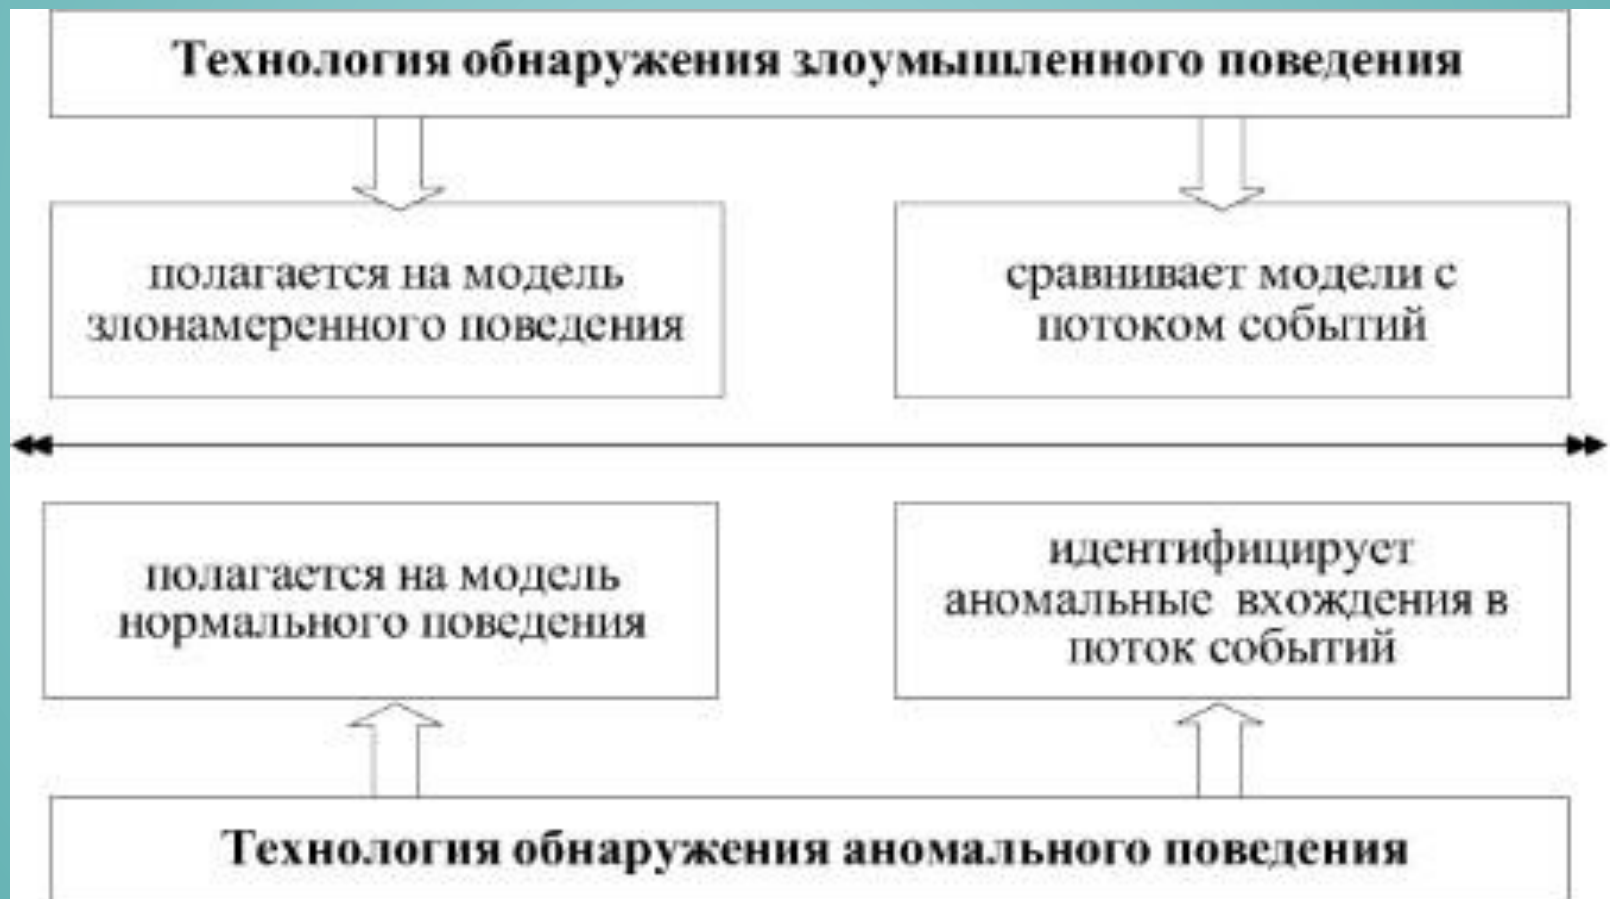 Технология обнаружения злоумышленного поведения
полагается на модель
злонамеренного поведения
сравнивает модели с
потоком событий
полагается на модель
нормального поведения
идентифицирует
аномальные вхождения в
поток событий
Технология обнаружения аномального поведения